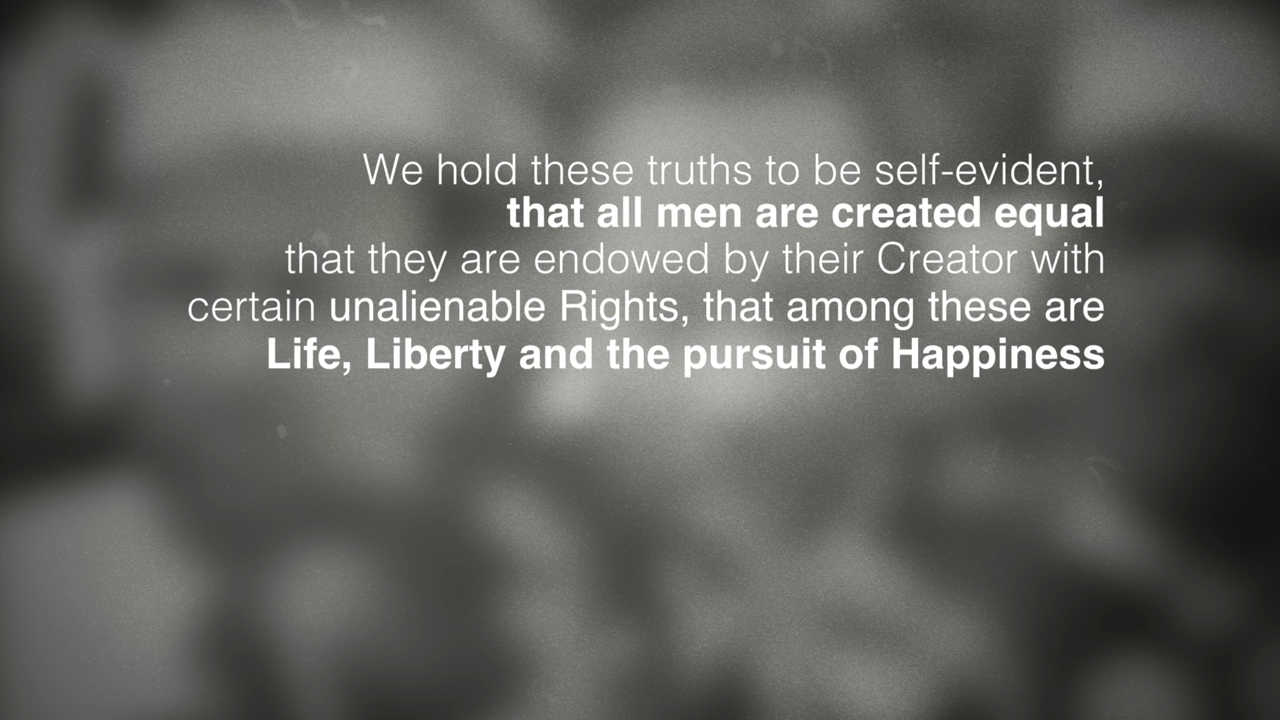 We hold these truths to be self-evident,
that all men are created equal
that they are endowed by their Creator with
certain unalienable Rights, that among these are
Life, Liberty and the pursuit of Happiness